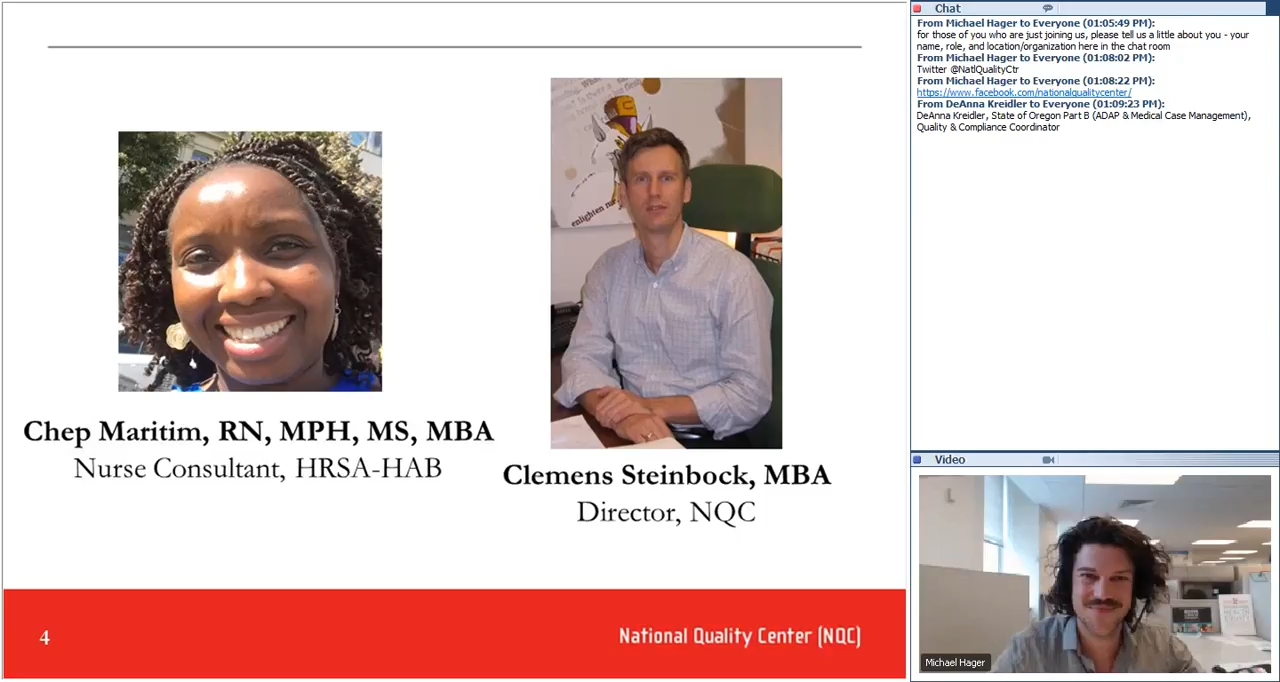 enlighten me
Chep Maritim, RN, MPH, MS, MBA
Nurse Consultant, HRSA-HAB
Clemens Steinbock, MBA
Director, NQC
4
National Quality Center (NQC)
Chat
From Michael Hager to Everyone (01:05:49 PM):
for those of you who are just joining us, please tell us a little about you - your
name, role, and location/organization here in the chat room
From Michael Hager to Everyone (01:08:02 PM):
Twitter @NatlQualityCtr
From Michael Hager to Everyone (01:08:22 PM):
https://www.facebook.com/nationalqualitycenter/
From DeAnna Kreidler to Everyone (01:09:23 PM):
DeAnna Kreidler, State of Oregon Part B (ADAP & Medical Case Management),
Quality & Compliance Coordinator
Video
Michael Hager